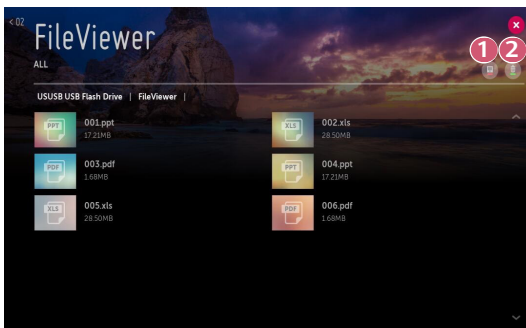 < 02
FileViewer
ALL
1 2
USUSB USB Flash Drive | FileViewer |
PPT 001.ppt 17.21MB
XLS 002.xls 28.50MB
PDF 003.pdf 1.68MB
PPT 004.ppt 17.21MB
XLS 005.xls 28.50MB
PDF 006.pdf 1.68MB